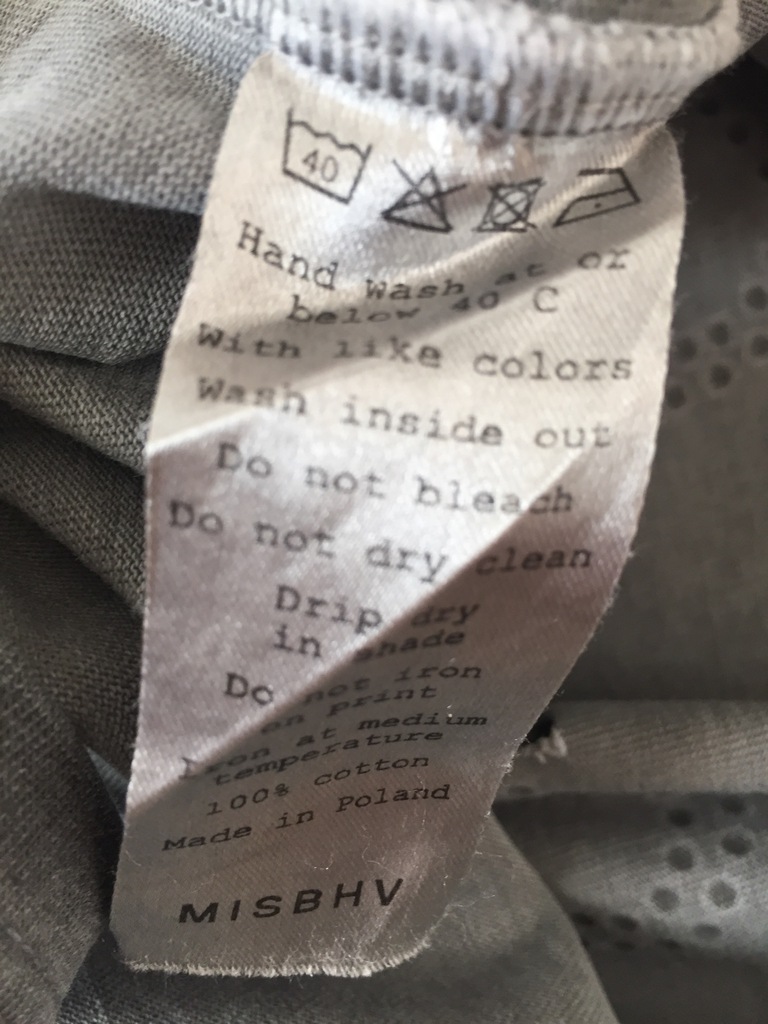 40
Hand wash at or
below 40 C
With like colors
Wash inside out
Do not bleach
Do not dry clean
Drip dry
in shade
Do not iron
on print
Iron at medium
temperature
100% cotton
Made in Poland
MISBHV